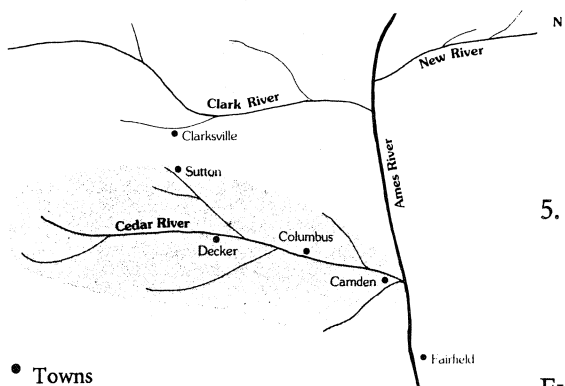 N
New River
Clark River
Clarksville
Ames River
Sutton
5.
Cedar River
Columbus
Decker
Camden
Fairfield
Towns